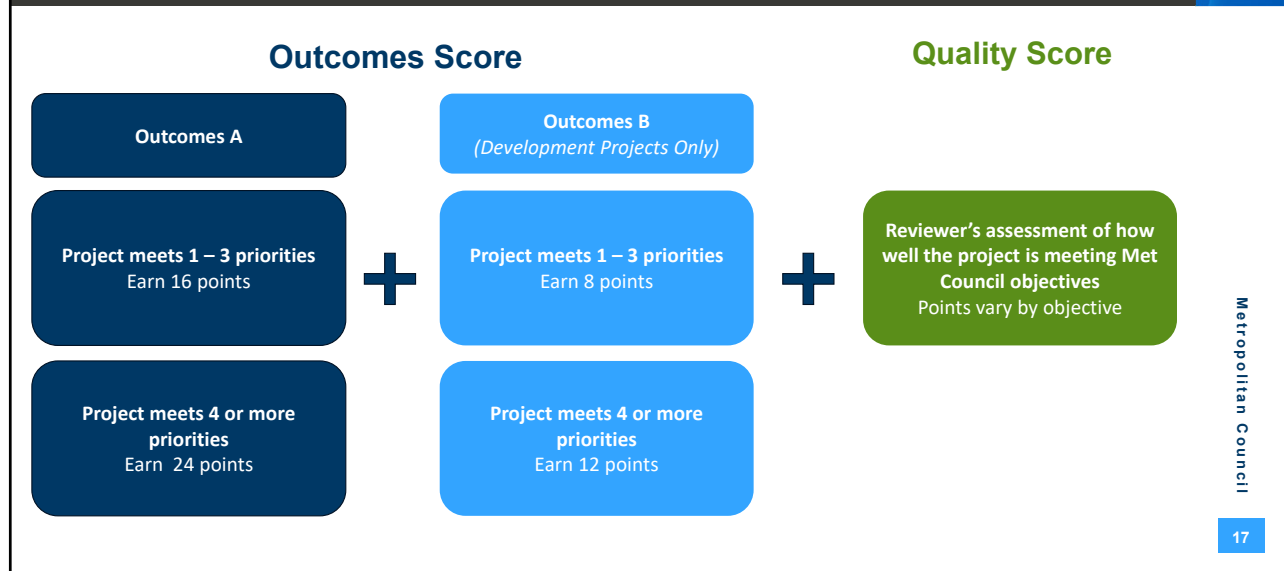 Outcomes Score
Quality Score
Outcomes A
Outcomes B
(Development Projects Only)
Project meets 1 – 3 priorities
Earn 16 points
Project meets 1 – 3 priorities
Earn 8 points
Reviewer’s assessment of how
well the project is meeting Met
Council objectives
Points vary by objective
Project meets 4 or more
priorities
Earn  24 points
Project meets 4 or more
priorities
Earn 12 points
Metropolitan Council
17